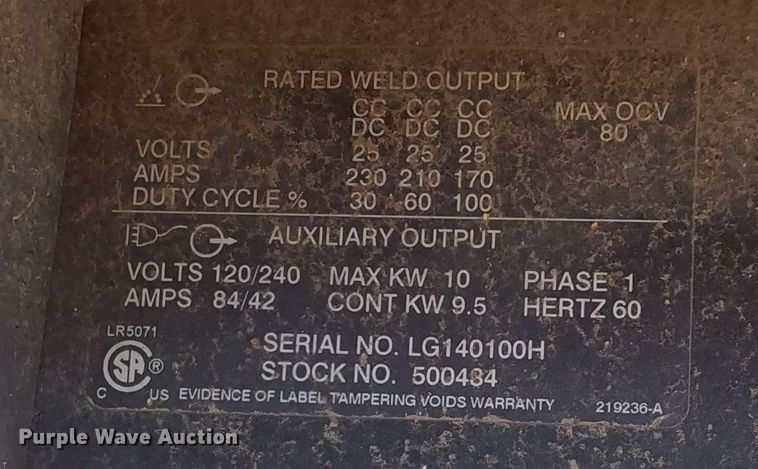 RATED WELD OUTPUT
CC CC CC MAX OCV
DC DC DC 80
VOLTS 25 25 25
AMPS 230 210 170
DUTY CYCLE % 30 60 100
AUXILIARY OUTPUT
VOLTS 120/240 MAX KW 10 PHASE 1
AMPS 84/42 CONT KW 9.5 HERTZ 60
LR5071
SERIAL NO. LG140100H
SA ®
STOCK NO. 500434
C US EVIDENCE OF LABEL TAMPERING VOIDS WARRANTY 219236-A
Purple Wave Auction